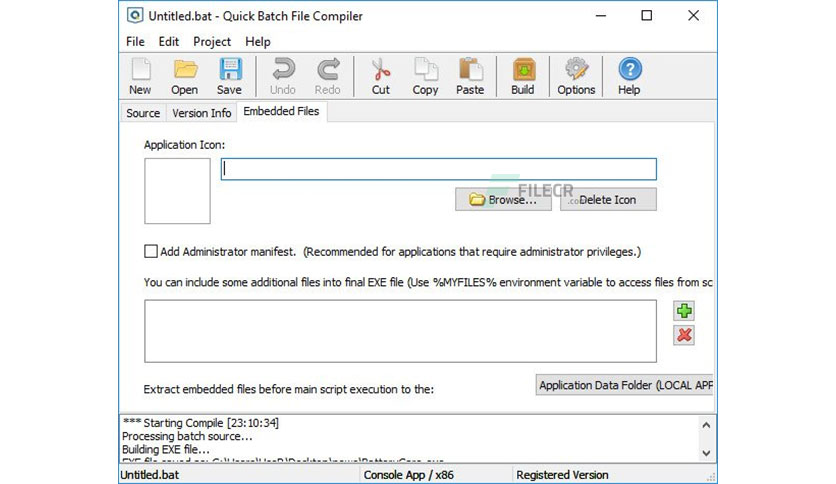 Untitled.bat - Quick Batch File Compiler
File Edit Project Help
New Open Save Undo Redo Cut Copy Paste Build Options Help
Source Version Info Embedded Files
Application Icon:
FILECR
.com
Browse... Delete Icon
Add Administrator manifest. (Recommended for applications that require administrator privileges.)
You can include some additional files into final EXE file (Use %MYFILES% environment variable to access files from sc
Extract embedded files before main script execution to the: Application Data Folder (LOCAL APP
*** Starting Compile [23:10:34]
Processing batch source...
Building EXE file...
EXE file saved as:
Untitled.bat Console App / x86 Registered Version